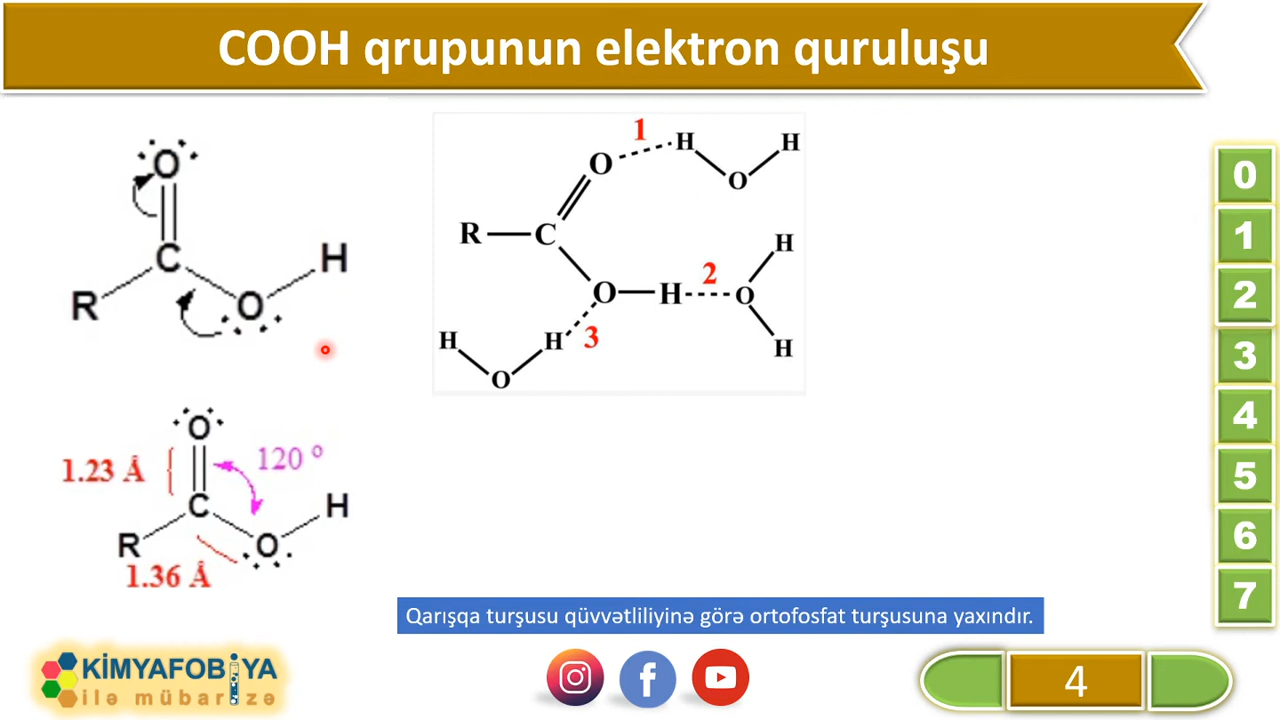 COOH qrupunun elektron quruluşu
O
C
R
O
H
1
O
H
H
O
R
C
H
2
O
H
O
3
H
H
O
H
O
1.23 Å
120 º
C
H
R
O
1.36 Å
0
1
2
3
4
5
6
7
Qarışqa turşusu qüvvətliliyinə görə ortofosfat turşusuna yaxındır.
KİMYAFOBİYA
ilə mübarizə
4